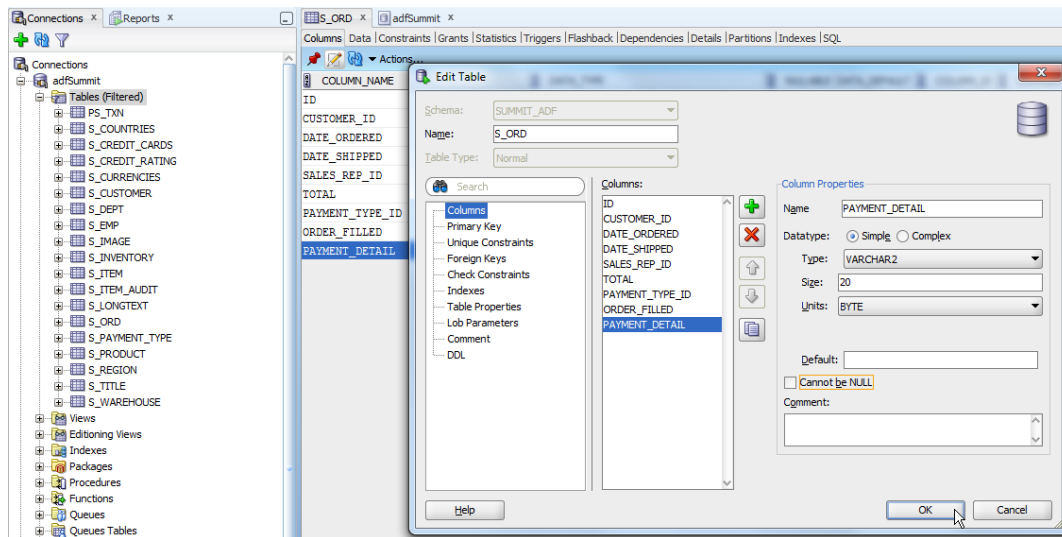 Connections x Reports x
Connections
adfSummit
Tables (Filtered)
PS_TXN
S_COUNTRIES
S_CREDIT_CARDS
S_CREDIT_RATING
S_CURRENCIES
S_CUSTOMER
S_DEPT
S_EMP
S_IMAGE
S_INVENTORY
S_ITEM
S_ITEM_AUDIT
S_LONGTEXT
S_ORD
S_PAYMENT_TYPE
S_PRODUCT
S_REGION
S_TITLE
S_WAREHOUSE
Views
Editioning Views
Indexes
Packages
Procedures
Functions
Queues
Queues Tables
S_ORD x adfSummit x
Columns Data |Constraints |Grants |Statistics |Triggers |Flashback |Dependencies |Details |Partitions |Indexes |SQL
Actions...
COLUMN_NAME
ID
CUSTOMER_ID
DATE_ORDERED
DATE_SHIPPED
SALES_REP_ID
TOTAL
PAYMENT_TYPE_ID
ORDER_FILLED
PAYMENT_DETAIL
Edit Table
Schema: SUMMIT_ADF
Name: S_ORD
Table Type: Normal
Search
Columns
Primary Key
Unique Constraints
Foreign Keys
Check Constraints
Indexes
Table Properties
Lob Parameters
Comment
DDL
Columns:
ID
CUSTOMER_ID
DATE_ORDERED
DATE_SHIPPED
SALES_REP_ID
TOTAL
PAYMENT_TYPE_ID
ORDER_FILLED
PAYMENT_DETAIL
Column Properties
Name PAYMENT_DETAIL
Datatype: Simple Complex
Type: VARCHAR2
Size: 20
Units: BYTE
Default:
Cannot be NULL
Comment:
Help OK Cancel